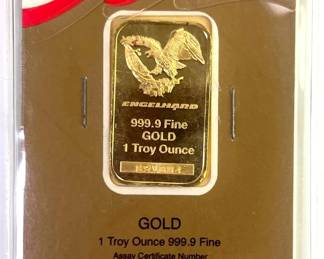 ENGELHARD
999.9 Fine
GOLD
1 Troy Ounce
GOLD
1 Troy Ounce 999.9 Fine
Assay Certificate Number